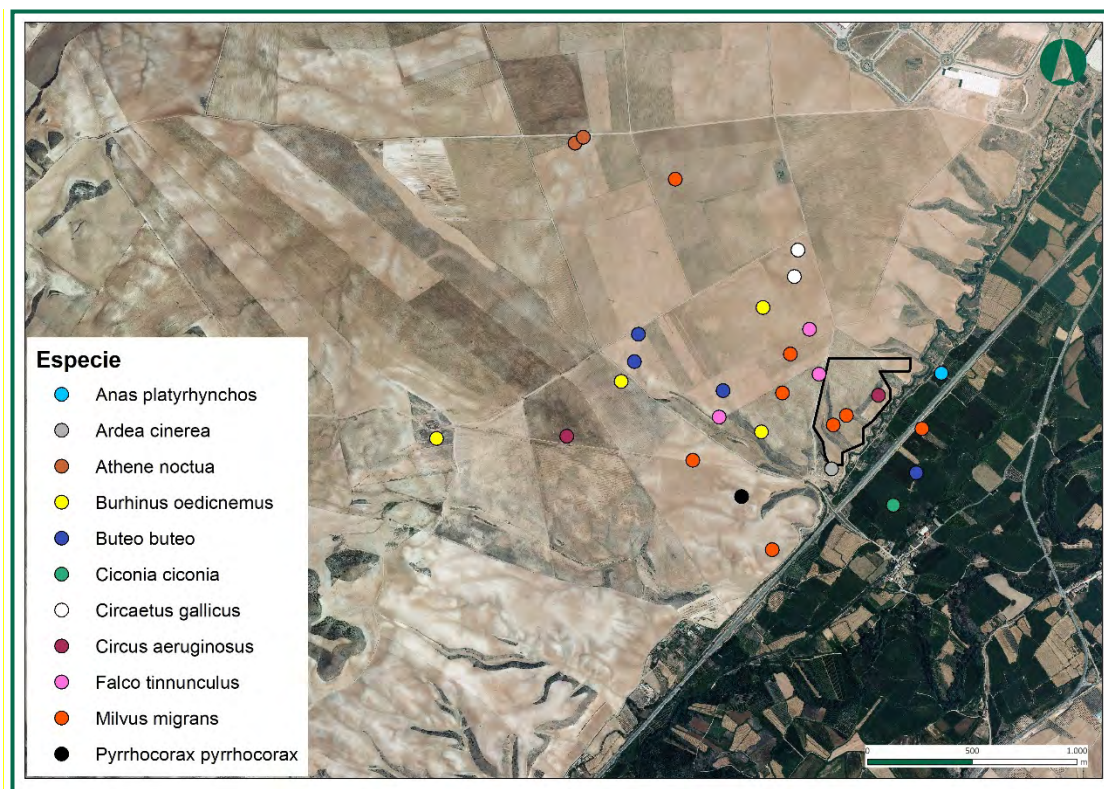 Especie
Anas platyrhynchos
Ardea cinerea
Athene noctua
Burhinus oedicnemus
Buteo buteo
Ciconia ciconia
Circaetus gallicus
Circus aeruginosus
Falco tinnunculus
Milvus migrans
Pyrrhocorax pyrrhocorax
0 500 1.000
m